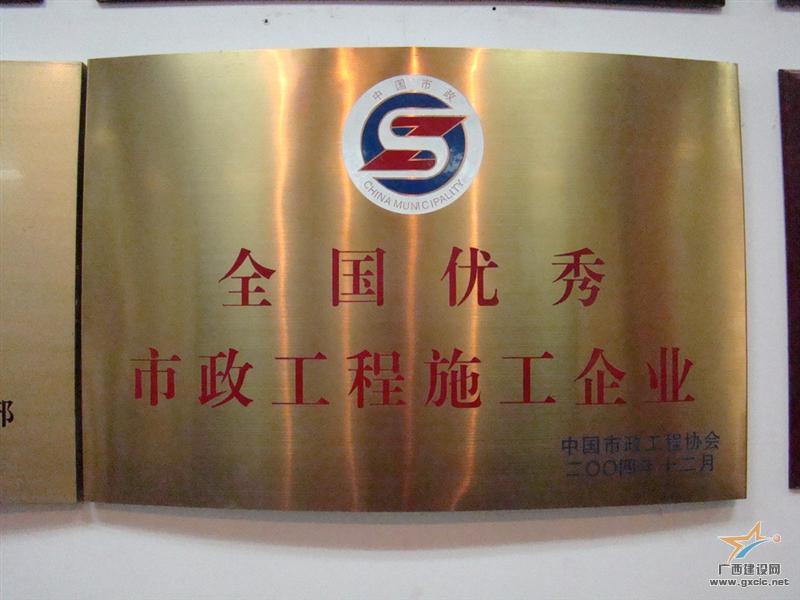 中国市政
CHINA MUNICIPALITY
全国优秀
市政工程施工企业
中国市政工程协会
二〇〇四年十二月
部
广西建设网
www.gxcic.net